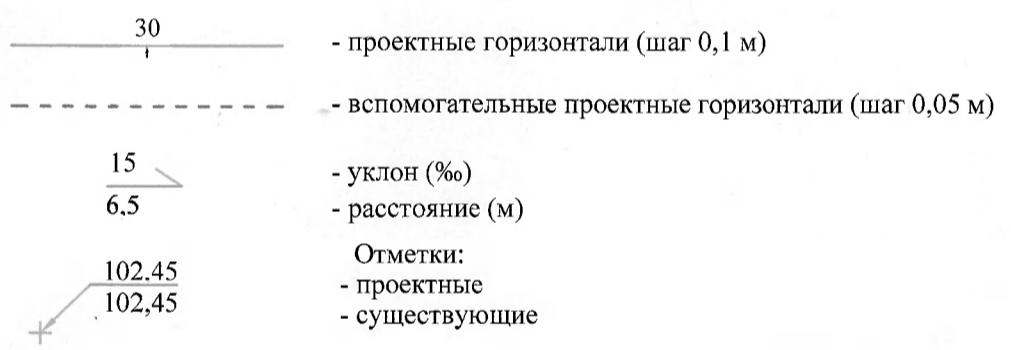 30
- проектные горизонтали (шаг 0,1 м)
- вспомогательные проектные горизонтали (шаг 0,05 м)
15
- уклон (‰)
6.5
- расстояние (м)
Отметки:
102.45
- проектные
102,45
- существующие